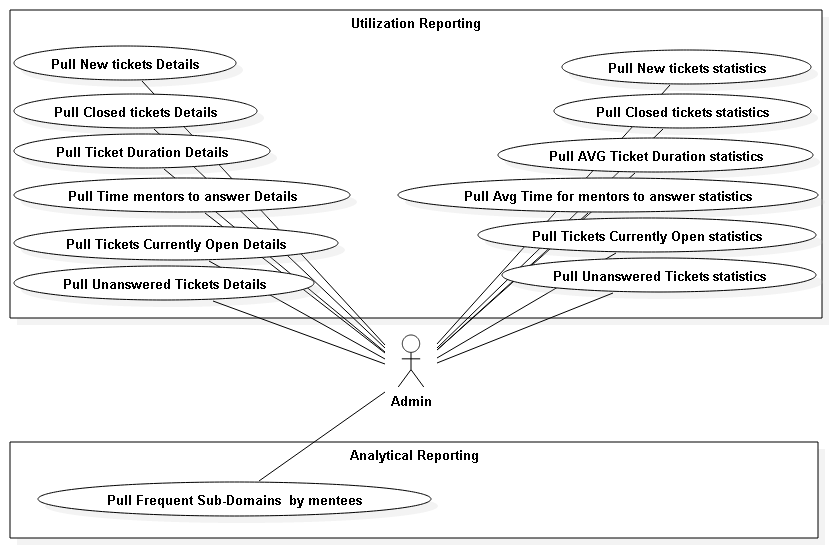 Utilization Reporting
Pull New tickets Details
Pull Closed tickets Details
Pull Ticket Duration Details
Pull Time mentors to answer Details
Pull Tickets Currently Open Details
Pull Unanswered Tickets Details
Pull New tickets statistics
Pull Closed tickets statistics
Pull AVG Ticket Duration statistics
Pull Avg Time for mentors to answer statistics
Pull Tickets Currently Open statistics
Pull Unanswered Tickets statistics
Admin
Analytical Reporting
Pull Frequent Sub-Domains  by mentees